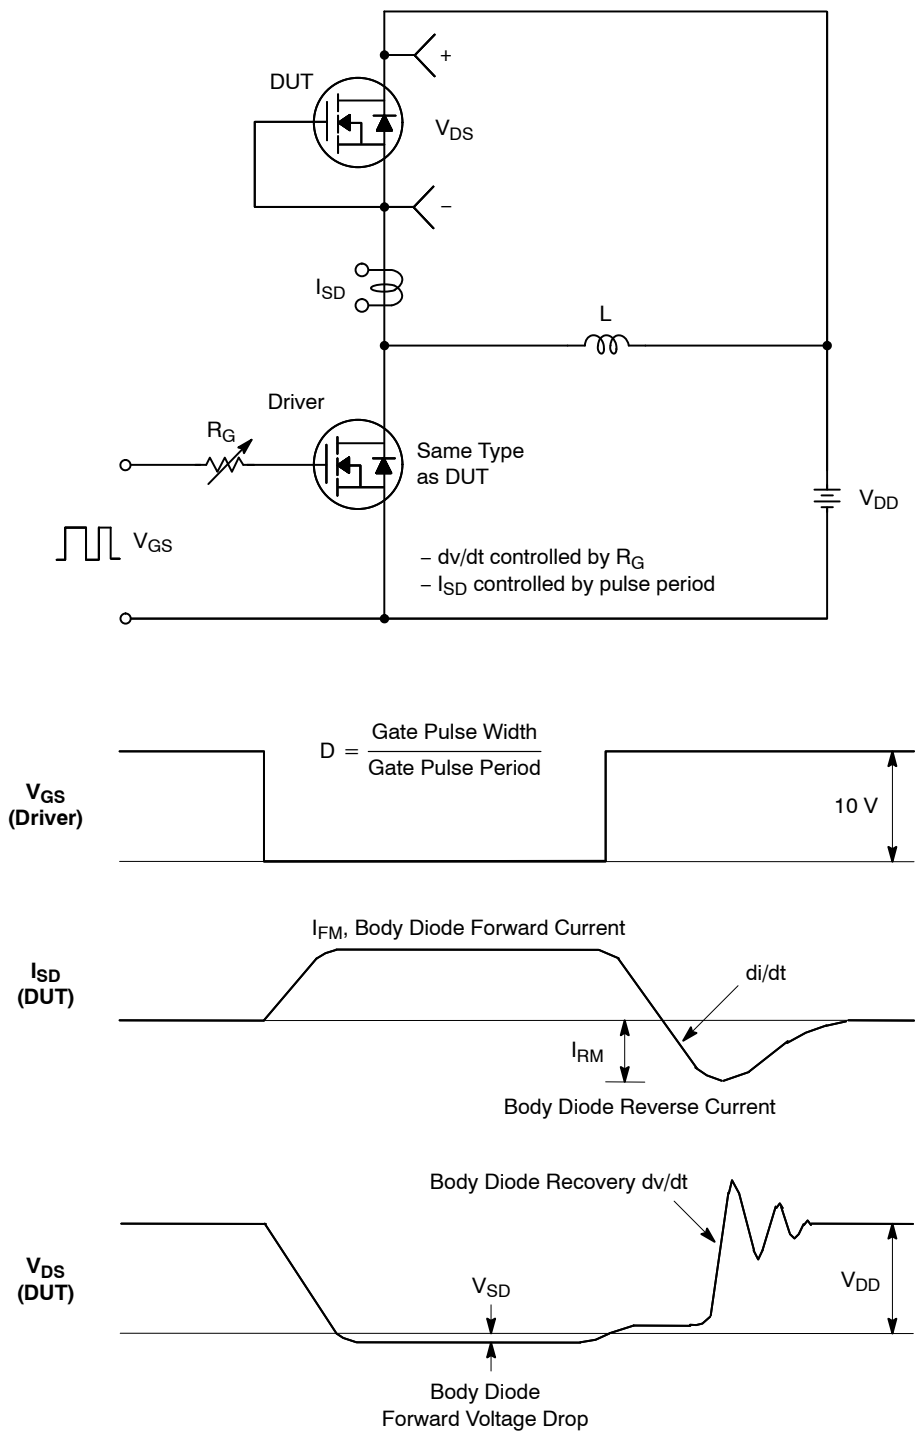 +
DUT
V_DS
−
I_SD
L
Driver
R_G
Same Type
as DUT
V_DD
V_GS
− dv/dt controlled by R_G
− I_SD controlled by pulse period
D = Gate Pulse Width
Gate Pulse Period
V_GS
(Driver)
10 V
I_FM, Body Diode Forward Current
I_SD
(DUT)
di/dt
I_RM
Body Diode Reverse Current
Body Diode Recovery dv/dt
V_DS
(DUT)
V_SD
V_DD
Body Diode
Forward Voltage Drop